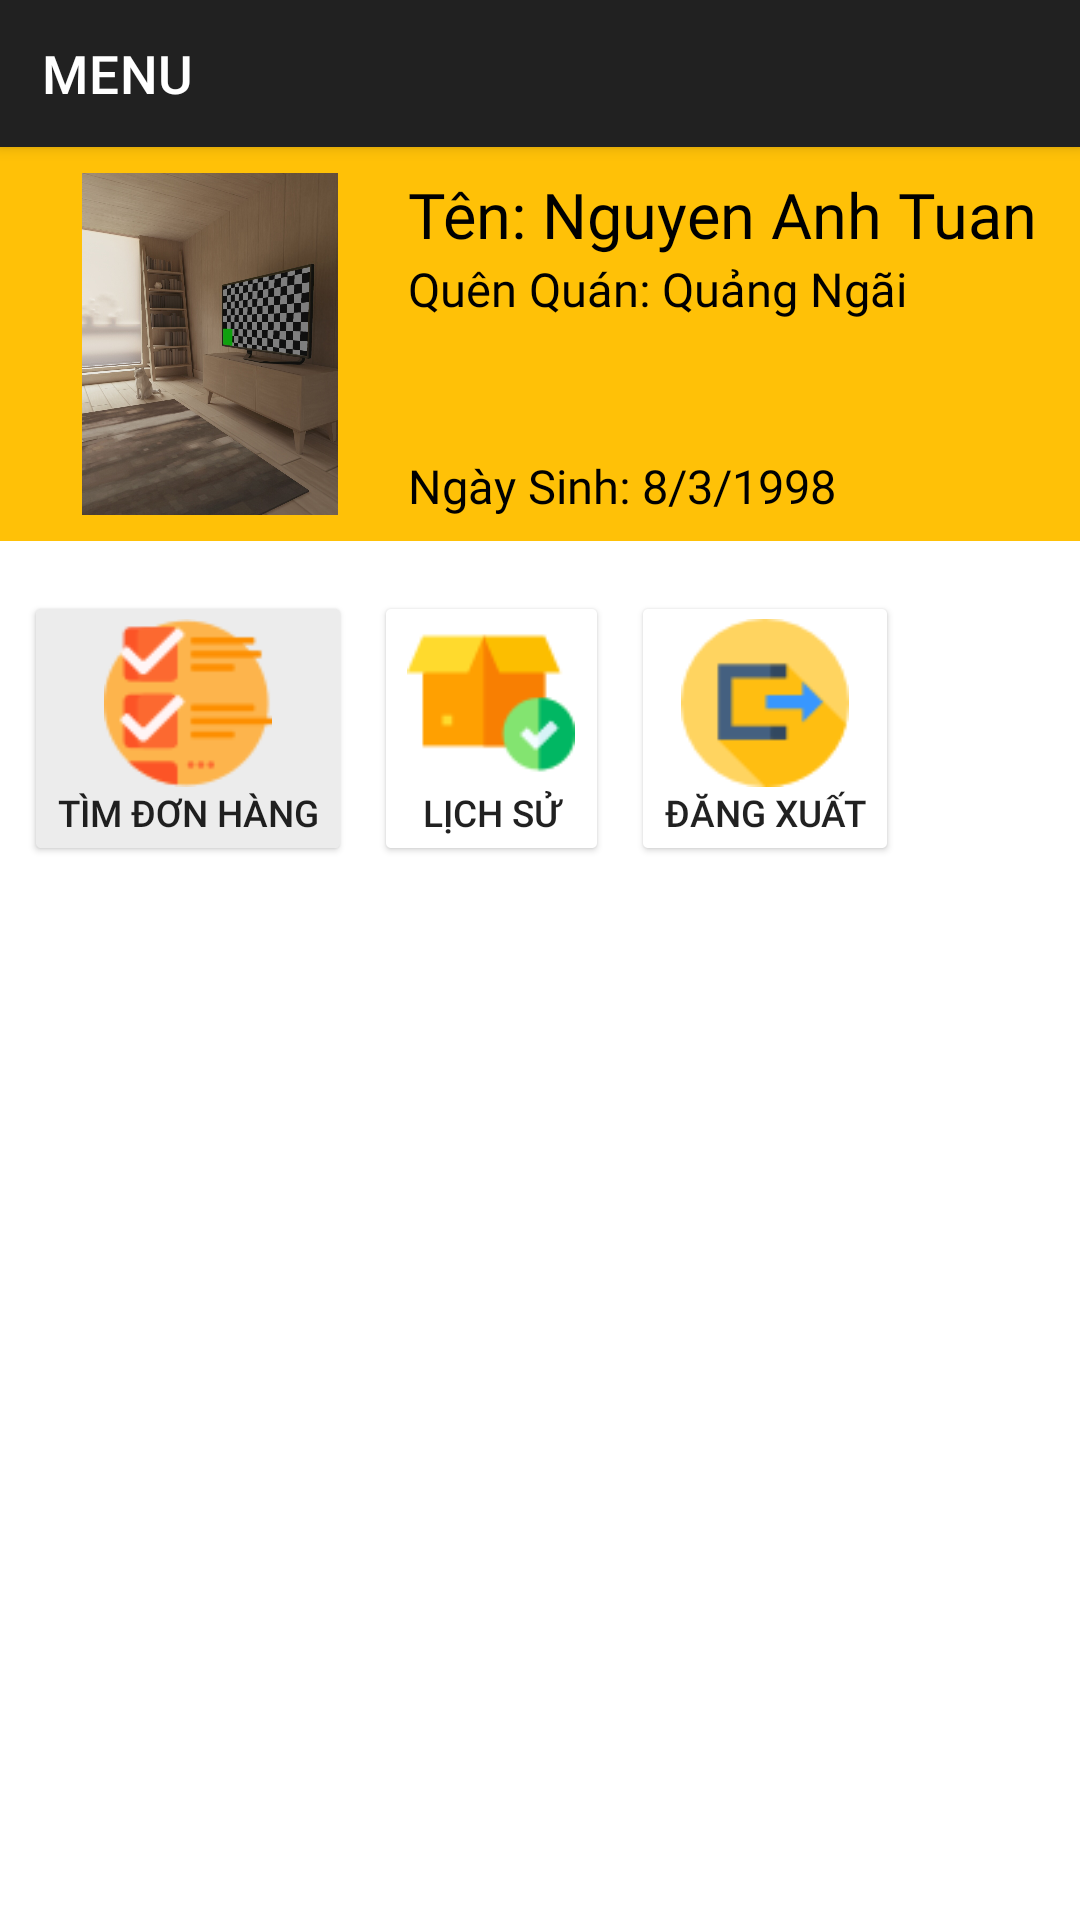 MENU
Tên: Nguyen Anh Tuan
Quên Quán: Quảng Ngãi
Ngày Sinh: 8/3/1998
TÌM ĐƠN HÀNG
LỊCH SỬ
ĐĂNG XUẤT